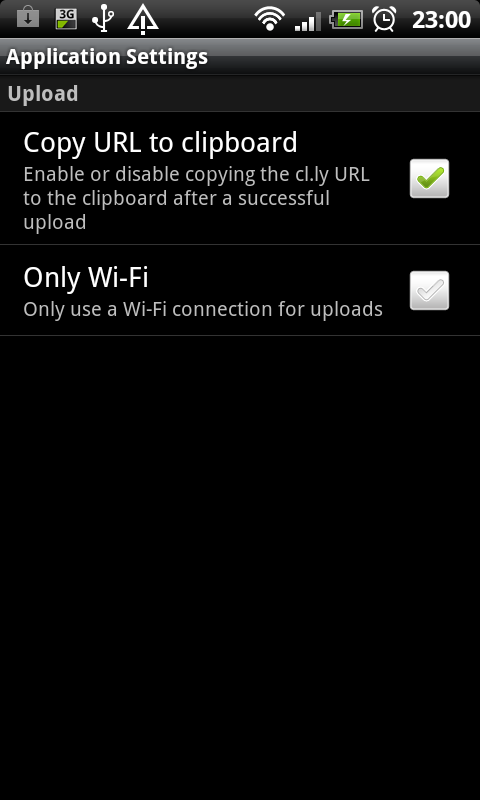 3G 23:00
Application Settings
Upload
Copy URL to clipboard
Enable or disable copying the cl.ly URL
to the clipboard after a successful
upload
Only Wi-Fi
Only use a Wi-Fi connection for uploads